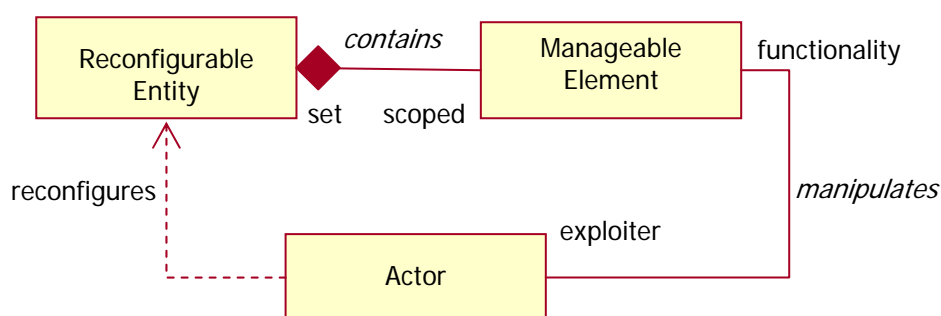 Reconfigurable
Entity
contains
Manageable
Element
functionality
set
scoped
reconfigures
manipulates
exploiter
Actor